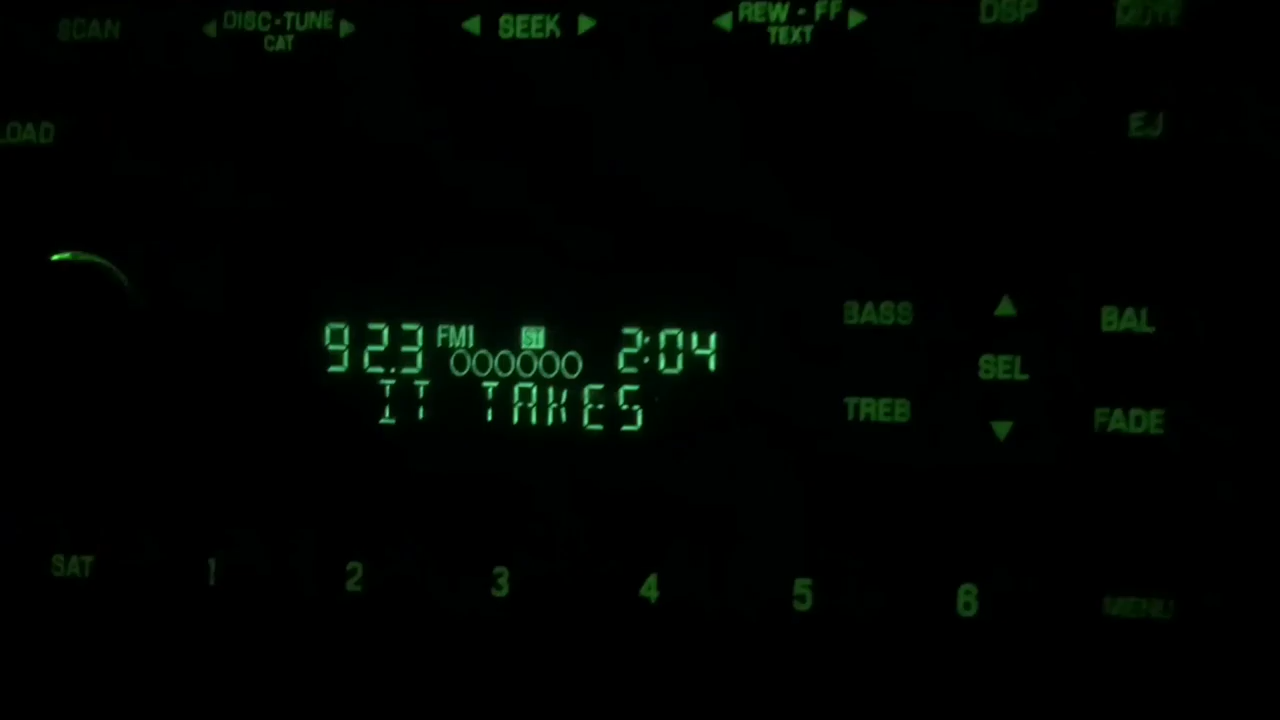 SCAN DISC-TUNE SEEK REW - FF DSP
CAT TEXT
LOAD EJ
92.3 FM1 ST 2:04
IT TAKES
BASS BAL
SEL
TREB FADE
SAT 1 2 3 4 5 6 MENU